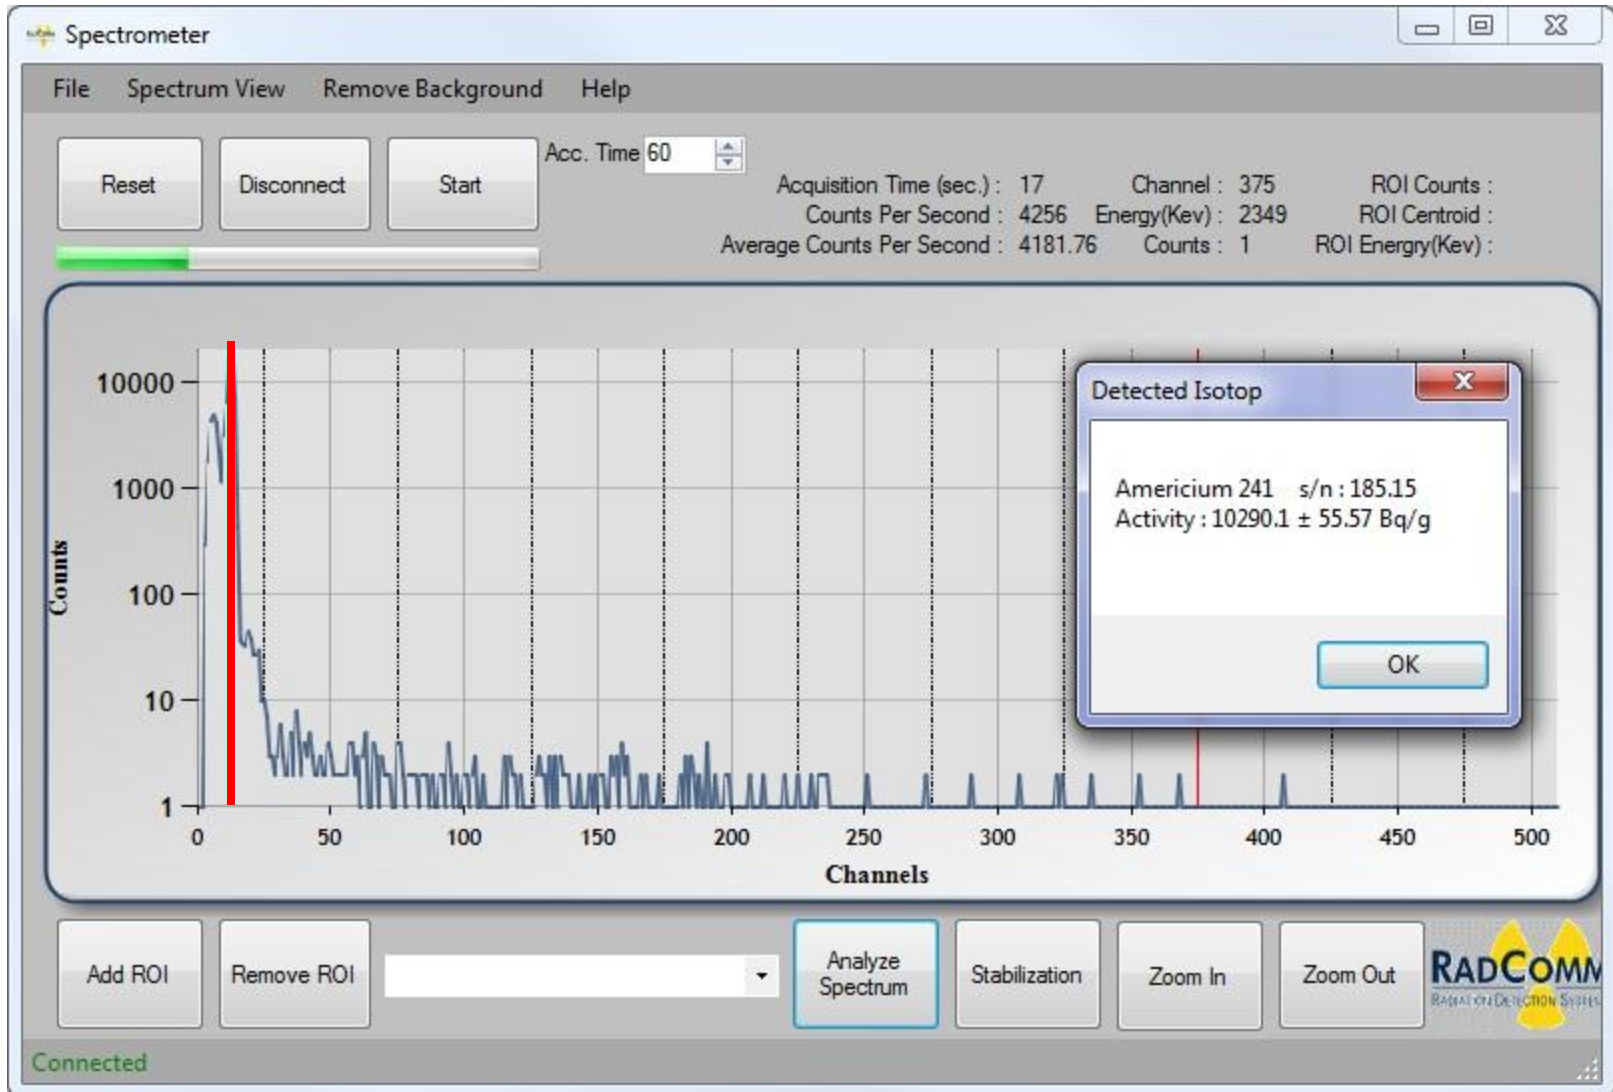 Spectrometer
File Spectrum View Remove Background Help
Reset Disconnect Start
Acc. Time 60
Acquisition Time (sec.) : 17 Channel : 375 ROI Counts :
Counts Per Second : 4256 Energy(Kev) : 2349 ROI Centroid :
Average Counts Per Second : 4181.76 Counts : 1 ROI Energry(Kev) :
10000
1000
100
10
1
Counts
0 50 100 150 200 250 300 350 400 450 500
Channels
Detected Isotop
Americium 241 s/n : 185.15
Activity : 10290.1 ± 55.57 Bq/g
OK
Add ROI Remove ROI
Analyze
Spectrum
Stabilization Zoom In Zoom Out
RADCOMM
RADIATION DETECTION
Connected